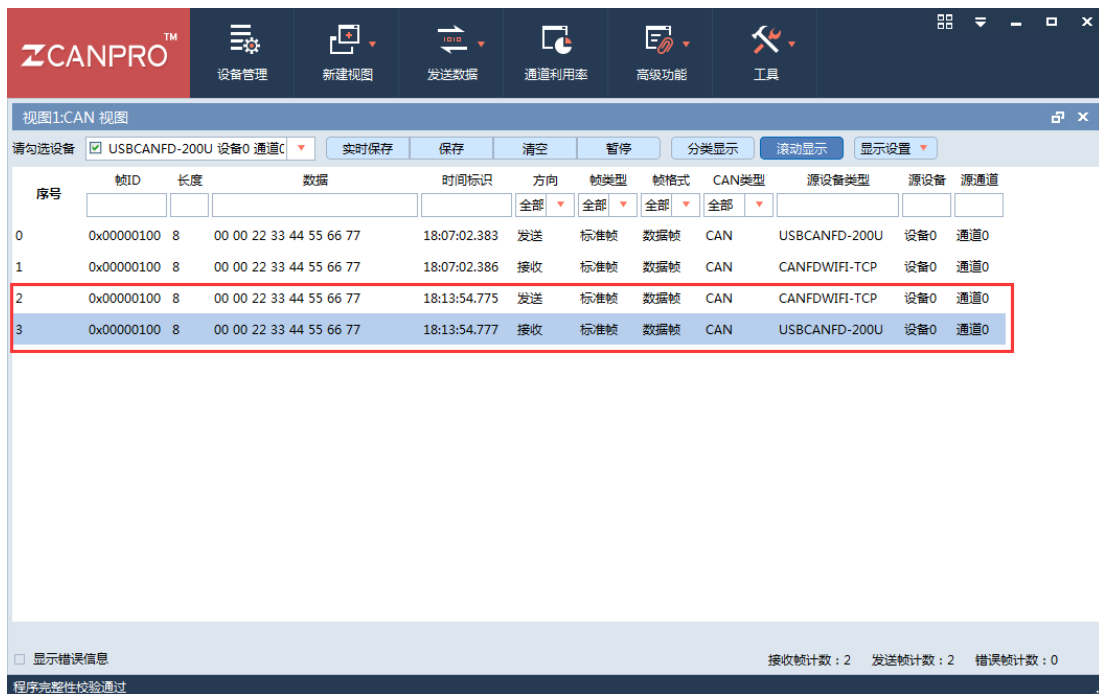 ZCANPRO™
设备管理 新建视图 发送数据 通道利用率 高级功能 工具
视图1:CAN 视图
请勾选设备 USBCANFD-200U 设备0 通道0 实时保存 保存 清空 暂停 分类显示 滚动显示 显示设置
序号 帧ID 长度 数据 时间标识 方向 帧类型 帧格式 CAN类型 源设备类型 源设备 源通道
全部 全部 全部 全部
0 0x00000100 8 00 00 22 33 44 55 66 77 18:07:02.383 发送 标准帧 数据帧 CAN USBCANFD-200U 设备0 通道0
1 0x00000100 8 00 00 22 33 44 55 66 77 18:07:02.386 接收 标准帧 数据帧 CAN CANFDWIFI-TCP 设备0 通道0
2 0x00000100 8 00 00 22 33 44 55 66 77 18:13:54.775 发送 标准帧 数据帧 CAN CANFDWIFI-TCP 设备0 通道0
3 0x00000100 8 00 00 22 33 44 55 66 77 18:13:54.777 接收 标准帧 数据帧 CAN USBCANFD-200U 设备0 通道0
显示错误信息 接收帧计数：2 发送帧计数：2 错误帧计数：0
程序完整性校验通过